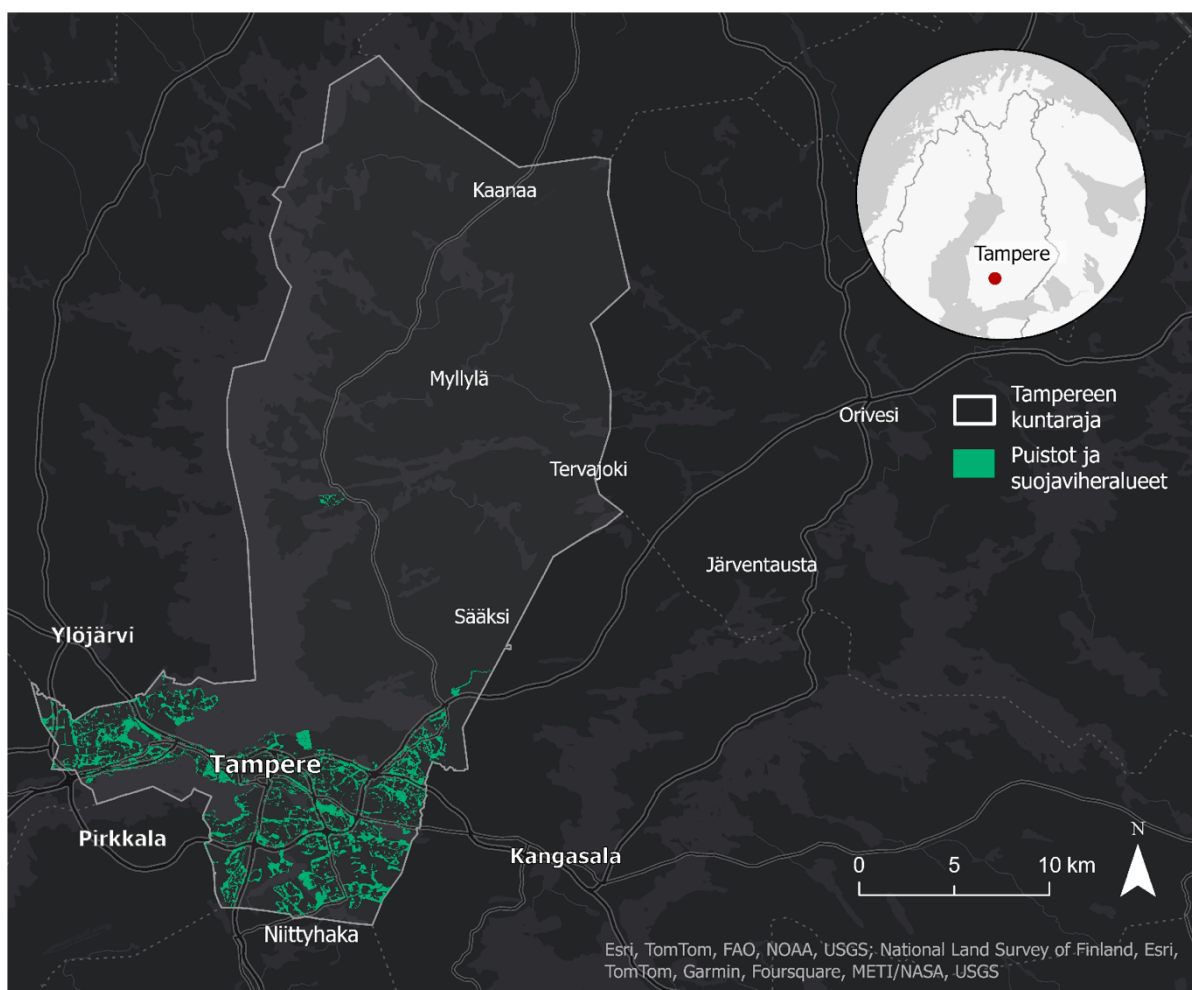 Kaanaa
Tampere
Myllylä
Tampereen
kuntaraja
Orivesi
Puistot ja
suojaviheralueet
Tervajoki
Järventausta
Sääksi
Ylöjärvi
Tampere
Pirkkala
Kangasala
N
0 5 10 km
Niittyhaka
Esri, TomTom, FAO, NOAA, USGS; National Land Survey of Finland, Esri,
TomTom, Garmin, Foursquare, METI/NASA, USGS